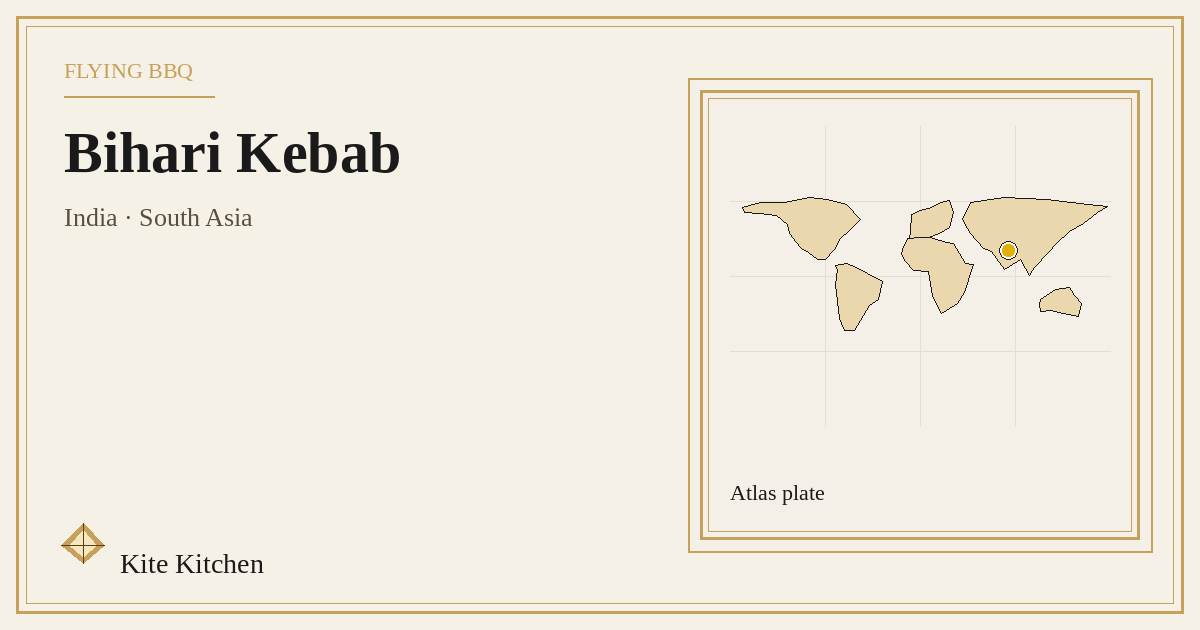 FLYING BBQ
Bihari Kebab
India · South Asia
Atlas plate
Kite Kitchen